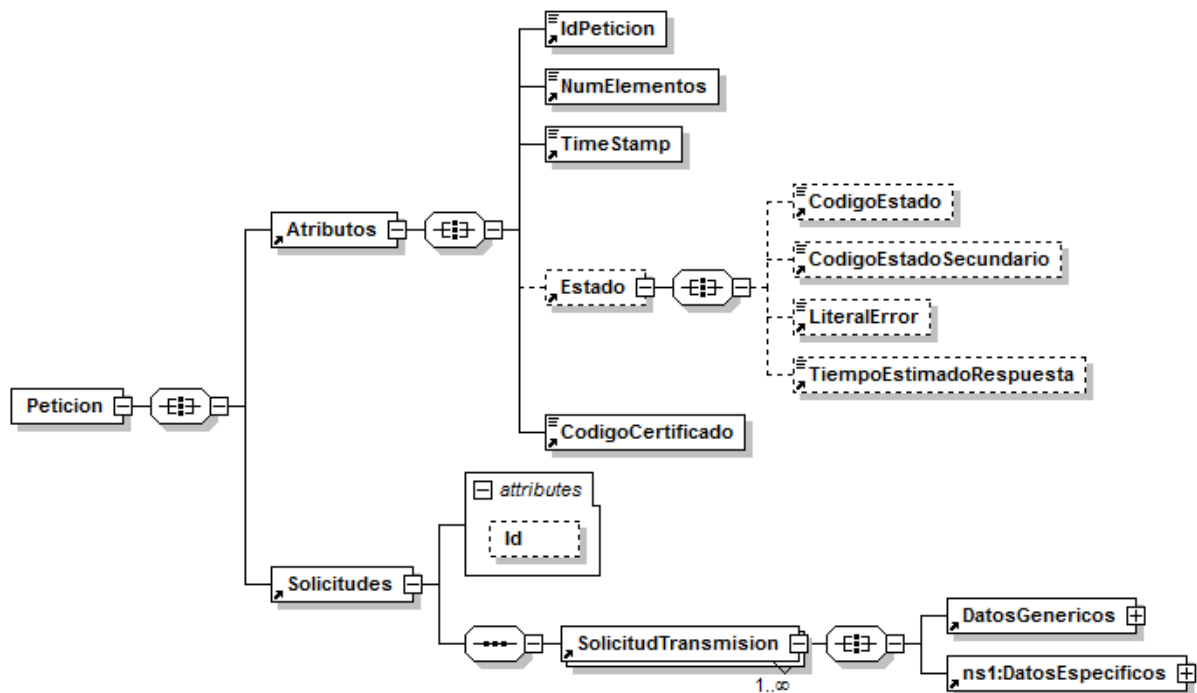 IdPeticion
NumElementos
TimeStamp
CodigoEstado
Atributos
CodigoEstadoSecundario
Estado
LiteralError
TiempoEstimadoRespuesta
Peticion
CodigoCertificado
attributes
Id
Solicitudes
DatosGenericos
SolicitudTransmision
1..∞
ns1:DatosEspecificos